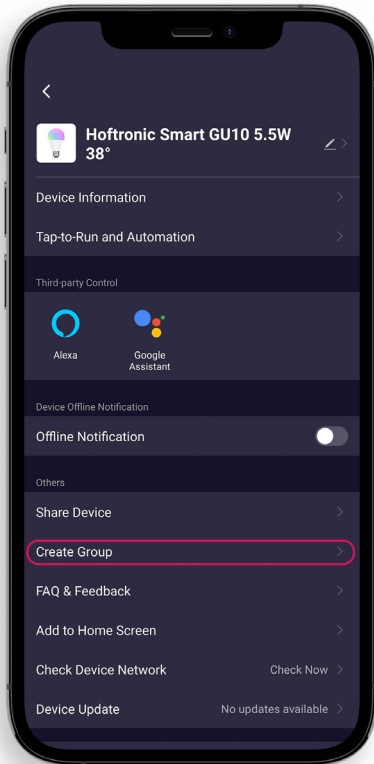 Hoftronic Smart GU10 5.5W
38°
Device Information
Tap-to-Run and Automation
Third-party Control
Alexa
Google
Assistant
Device Offline Notification
Offline Notification
Others
Share Device
Create Group
FAQ & Feedback
Add to Home Screen
Check Device Network Check Now
Device Update No updates available